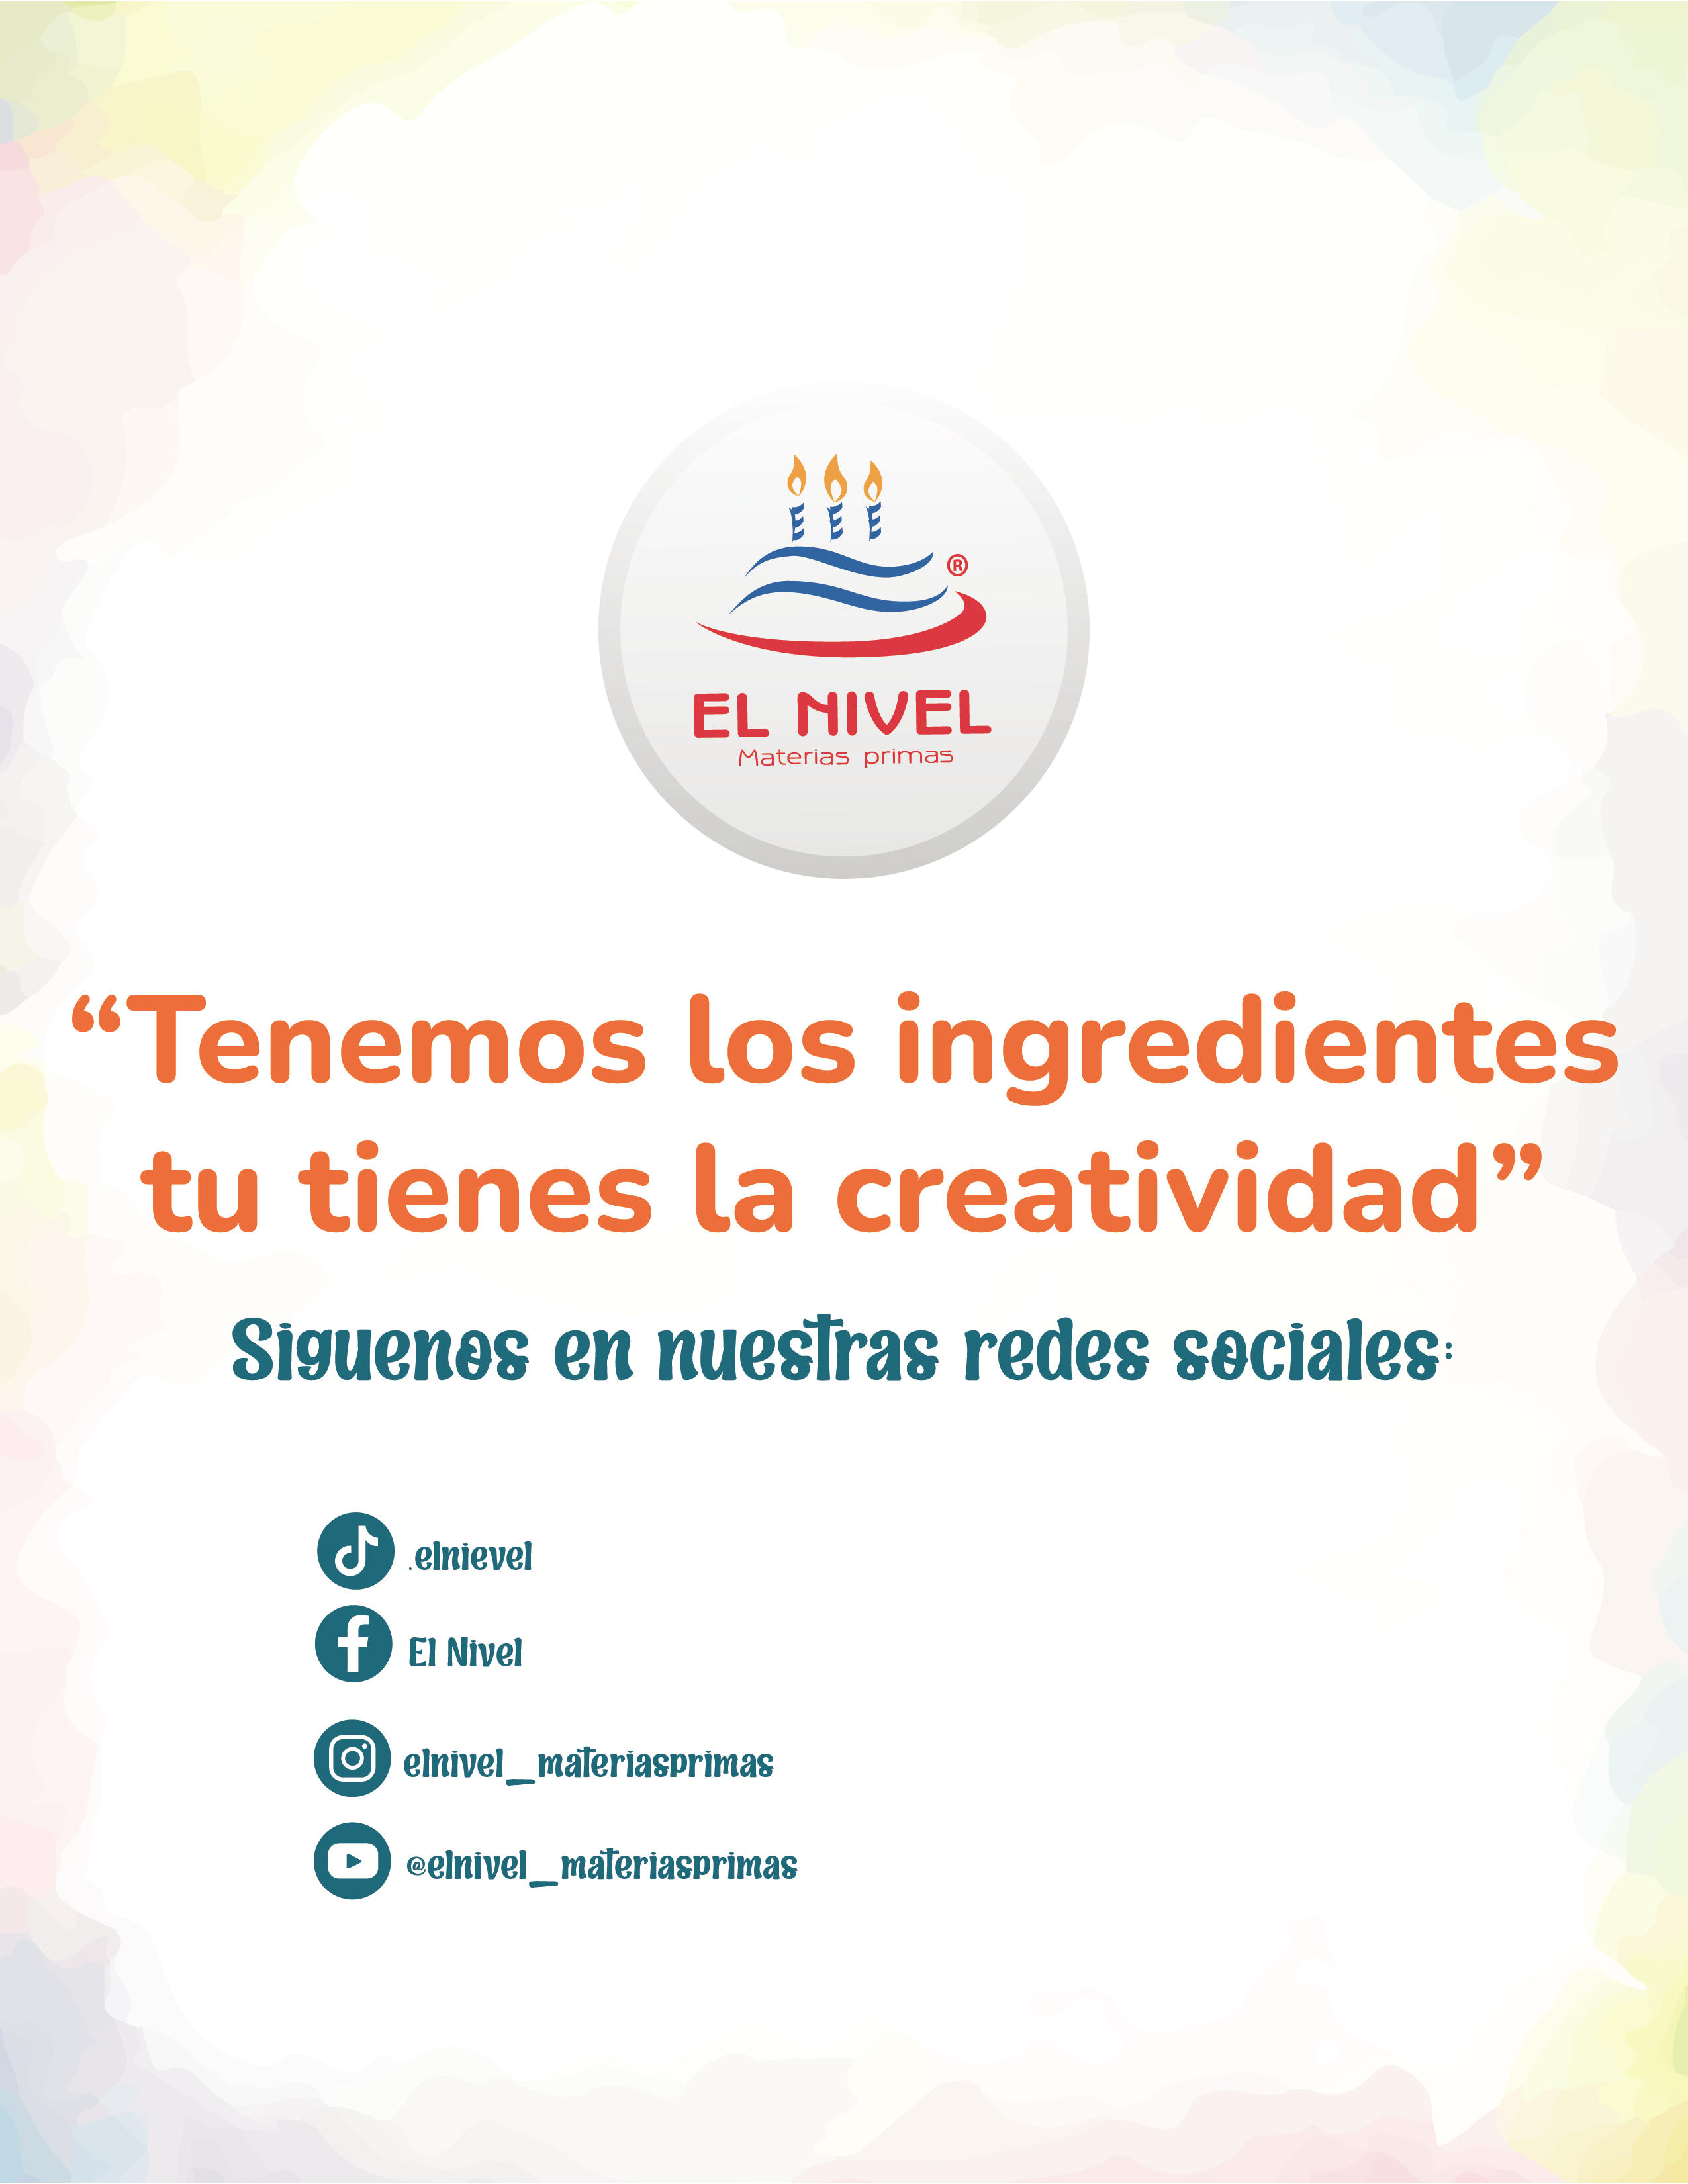 ®
EL NIVEL
Materias primas
“Tenemos los ingredientes
tu tienes la creatividad”
Siguenos en nuestras redes sociales:
.elnievel
El Nivel
elnivel_materiasprimas
@elnivel_materiasprimas